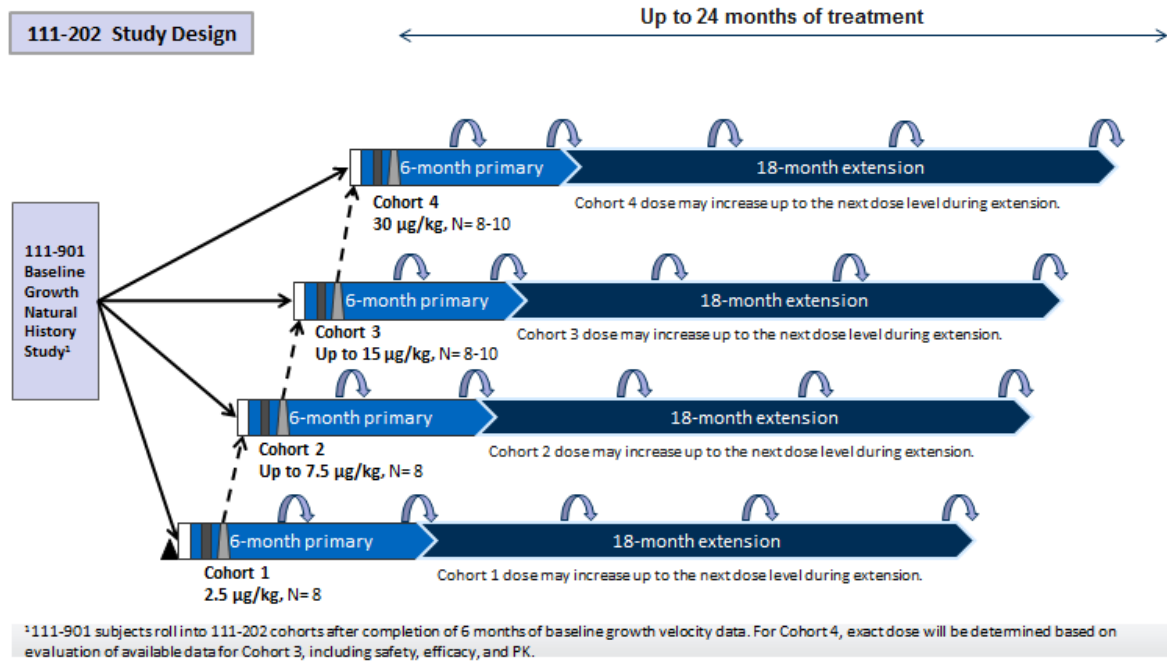 111-202 Study Design
Up to 24 months of treatment
6-month primary
18-month extension
Cohort 4
30 µg/kg, N= 8-10
Cohort 4 dose may increase up to the next dose level during extension.
111-901
Baseline
Growth
Natural
History
Study¹
6-month primary
18-month extension
Cohort 3
Up to 15 µg/kg, N= 8-10
Cohort 3 dose may increase up to the next dose level during extension.
6-month primary
18-month extension
Cohort 2
Up to 7.5 µg/kg, N= 8
Cohort 2 dose may increase up to the next dose level during extension.
6-month primary
18-month extension
Cohort 1
2.5 µg/kg, N= 8
Cohort 1 dose may increase up to the next dose level during extension.
¹111-901 subjects roll into 111-202 cohorts after completion of 6 months of baseline growth velocity data. For Cohort 4, exact dose will be determined based on
evaluation of available data for Cohort 3, including safety, efficacy, and PK.